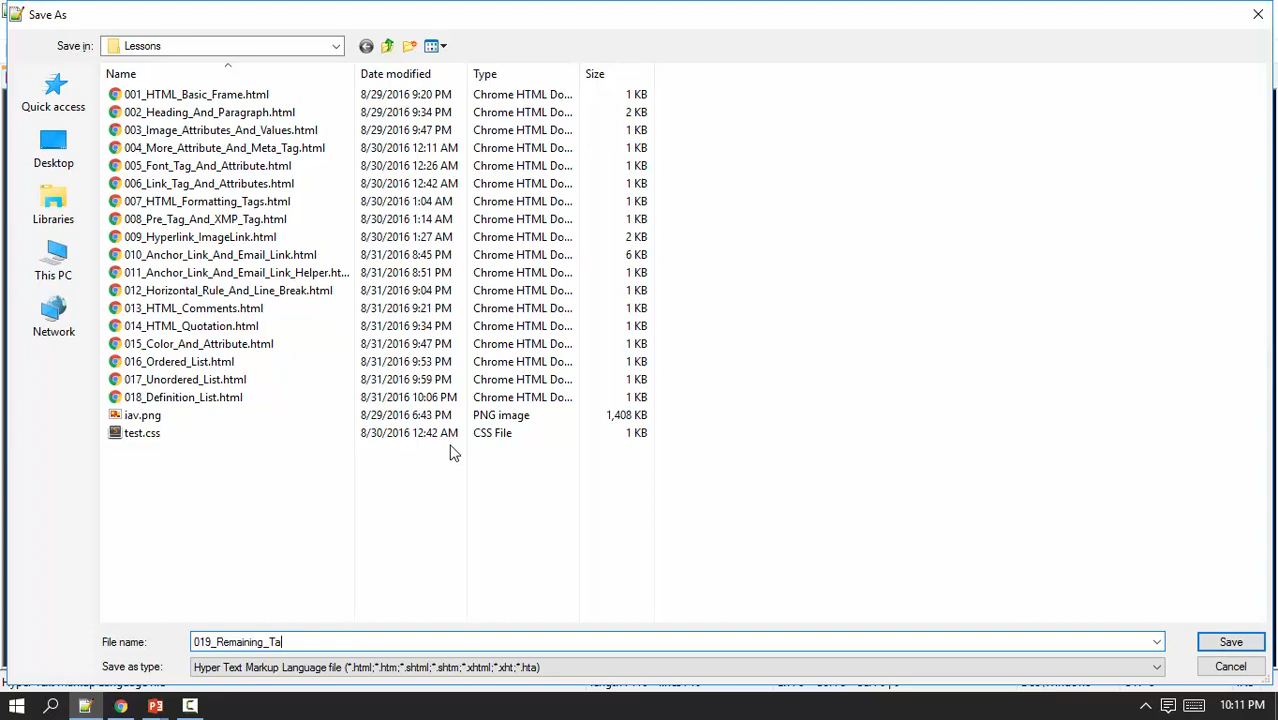 Save As
Save in: Lessons
Name Date modified Type Size
Quick access
Desktop
Libraries
This PC
Network
001_HTML_Basic_Frame.html 8/29/2016 9:20 PM Chrome HTML Do... 1 KB
002_Heading_And_Paragraph.html 8/29/2016 9:34 PM Chrome HTML Do... 2 KB
003_Image_Attributes_And_Values.html 8/29/2016 9:47 PM Chrome HTML Do... 1 KB
004_More_Attribute_And_Meta_Tag.html 8/30/2016 12:11 AM Chrome HTML Do... 1 KB
005_Font_Tag_And_Attribute.html 8/30/2016 12:26 AM Chrome HTML Do... 1 KB
006_Link_Tag_And_Attributes.html 8/30/2016 12:42 AM Chrome HTML Do... 1 KB
007_HTML_Formatting_Tags.html 8/30/2016 1:04 AM Chrome HTML Do... 1 KB
008_Pre_Tag_And_XMP_Tag.html 8/30/2016 1:14 AM Chrome HTML Do... 1 KB
009_Hyperlink_ImageLink.html 8/30/2016 1:27 AM Chrome HTML Do... 2 KB
010_Anchor_Link_And_Email_Link.html 8/31/2016 8:45 PM Chrome HTML Do... 6 KB
011_Anchor_Link_And_Email_Link_Helper.ht... 8/31/2016 8:51 PM Chrome HTML Do... 1 KB
012_Horizontal_Rule_And_Line_Break.html 8/31/2016 9:04 PM Chrome HTML Do... 1 KB
013_HTML_Comments.html 8/31/2016 9:21 PM Chrome HTML Do... 1 KB
014_HTML_Quotation.html 8/31/2016 9:34 PM Chrome HTML Do... 1 KB
015_Color_And_Attribute.html 8/31/2016 9:47 PM Chrome HTML Do... 1 KB
016_Ordered_List.html 8/31/2016 9:53 PM Chrome HTML Do... 1 KB
017_Unordered_List.html 8/31/2016 9:59 PM Chrome HTML Do... 1 KB
018_Definition_List.html 8/31/2016 10:06 PM Chrome HTML Do... 1 KB
iav.png 8/29/2016 6:43 PM PNG image 1,408 KB
test.css 8/30/2016 12:42 AM CSS File 1 KB
File name: 019_Remaining_Ta Save
Save as type: Hyper Text Markup Language file (*.html;*.htm;*.shtml;*.shtm;*.xhtml;*.xht;*.hta) Cancel
10:11 PM